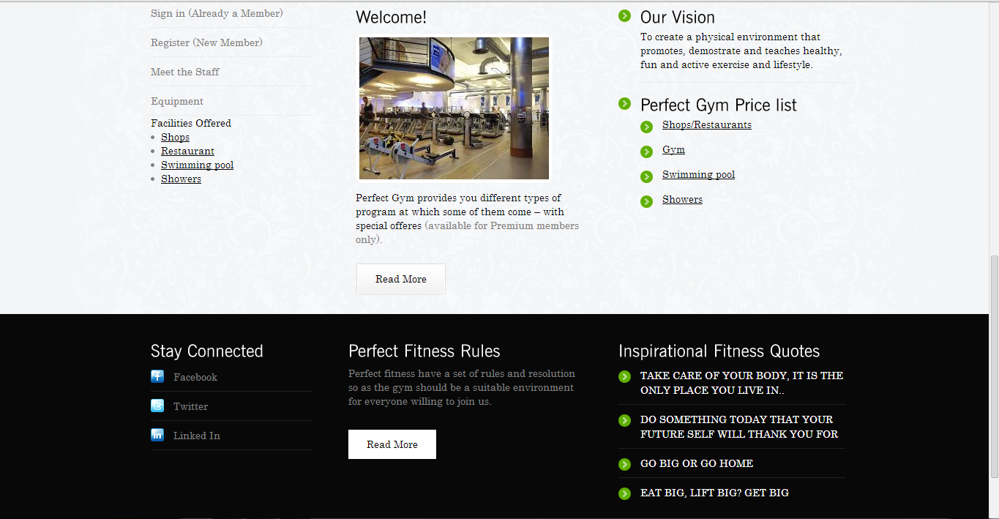 Sign in (Already a Member)
Register (New Member)
Meet the Staff
Equipment
Facilities Offered
Shops
Restaurant
Swimming pool
Showers
Welcome!
Perfect Gym provides you different types of
program at which some of them come – with
special offeres (available for Premium members
only).
Read More
Our Vision
To create a physical environment that
promotes, demostrate and teaches healthy,
fun and active exercise and lifestyle.
Perfect Gym Price list
Shops/Restaurants
Gym
Swimming pool
Showers
Stay Connected
Facebook
Twitter
Linked In
Perfect Fitness Rules
Perfect fitness have a set of rules and resolution
so as the gym should be a suitable environment
for everyone willing to join us.
Read More
Inspirational Fitness Quotes
TAKE CARE OF YOUR BODY, IT IS THE
ONLY PLACE YOU LIVE IN..
DO SOMETHING TODAY THAT YOUR
FUTURE SELF WILL THANK YOU FOR
GO BIG OR GO HOME
EAT BIG, LIFT BIG? GET BIG